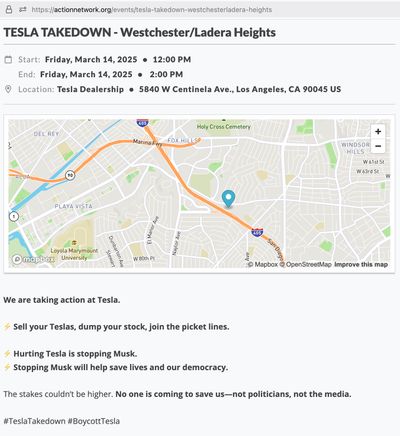 https://actionnetwork.org/events/tesla-takedown-westchesterladera-heights
TESLA TAKEDOWN - Westchester/Ladera Heights
Start: Friday, March 14, 2025 • 12:00 PM
End: Friday, March 14, 2025 • 2:00 PM
Location: Tesla Dealership • 5840 W Centinela Ave., Los Angeles, CA 90045 US
DEL REY
Marina Fwy
405
FOX HILLS
Holy Cross Cemetery
WINDSOR HILLS
+
−
W 61st St
W 63rd St
90
PLAYA VISTA
1
Loyola Marymount University
El Manor Ave
Naylor Ave
W 80th Pl
405
San Diego
mapbox
© Mapbox © OpenStreetMap Improve this map
We are taking action at Tesla.
⚡ Sell your Teslas, dump your stock, join the picket lines.
⚡ Hurting Tesla is stopping Musk.
⚡ Stopping Musk will help save lives and our democracy.
The stakes couldn’t be higher. No one is coming to save us—not politicians, not the media.
#TeslaTakedown #BoycottTesla